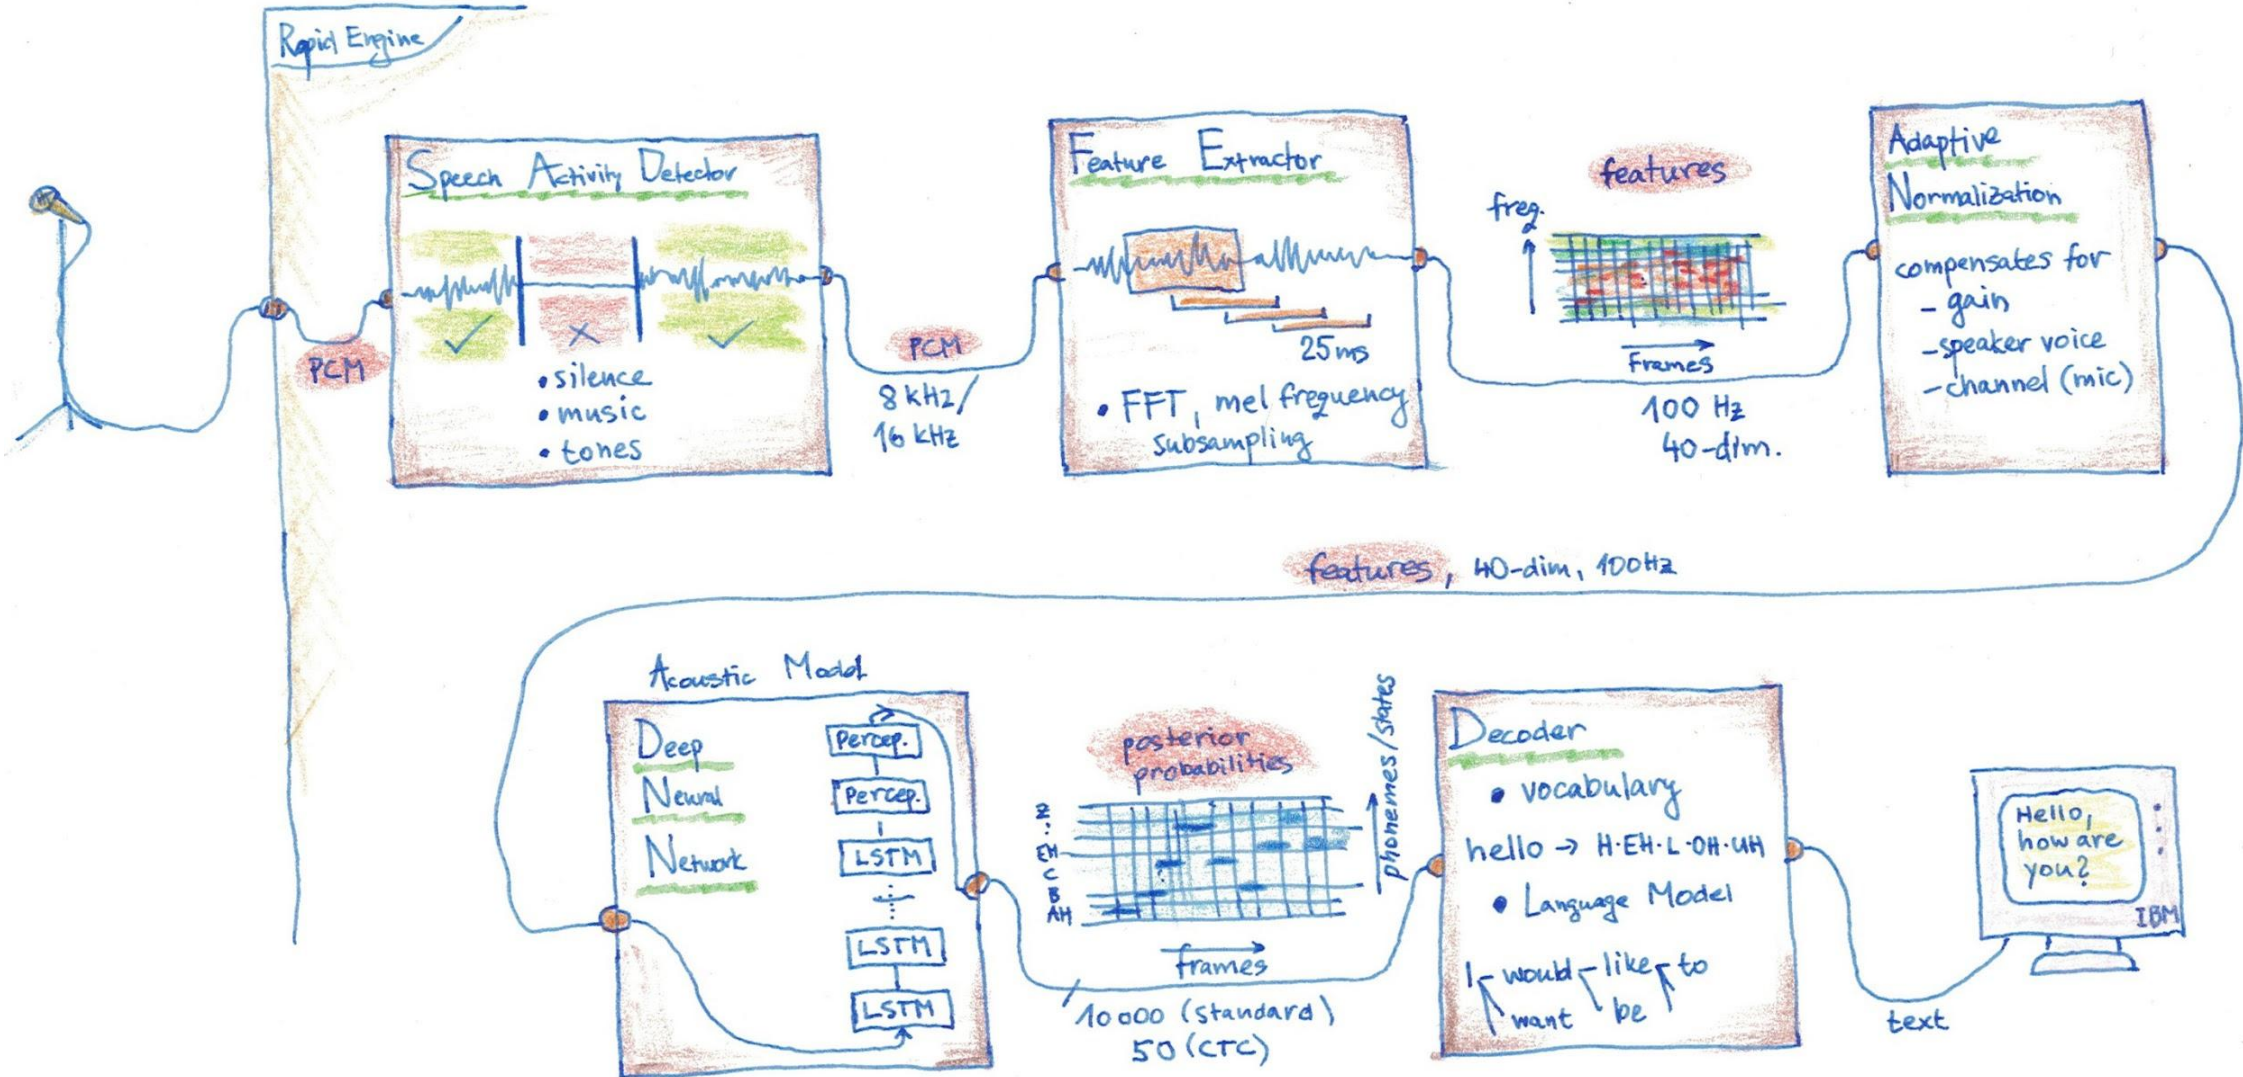 Rapid Engine
PCM
Speech Activity Detector
• silence
• music
• tones
PCM
8 kHz/
16 kHz
Feature Extractor
25ms
• FFT, mel frequency
subsampling
features
freq.
Frames
100 Hz
40-dim.
Adaptive
Normalization
compensates for
- gain
- speaker voice
- channel (mic)
features, 40-dim, 100Hz
Acoustic Model
Deep
Neural
Network
Percep.
Percep.
LSTM
LSTM
LSTM
posterior
probabilities
phonemes/states
Z
:
EH
C
B
AH
frames
10000 (standard)
50 (CTC)
Decoder
• vocabulary
hello → H·EH·L·OH·UH
• Language Model
I would like to
want be
text
Hello,
how are
you?
IBM